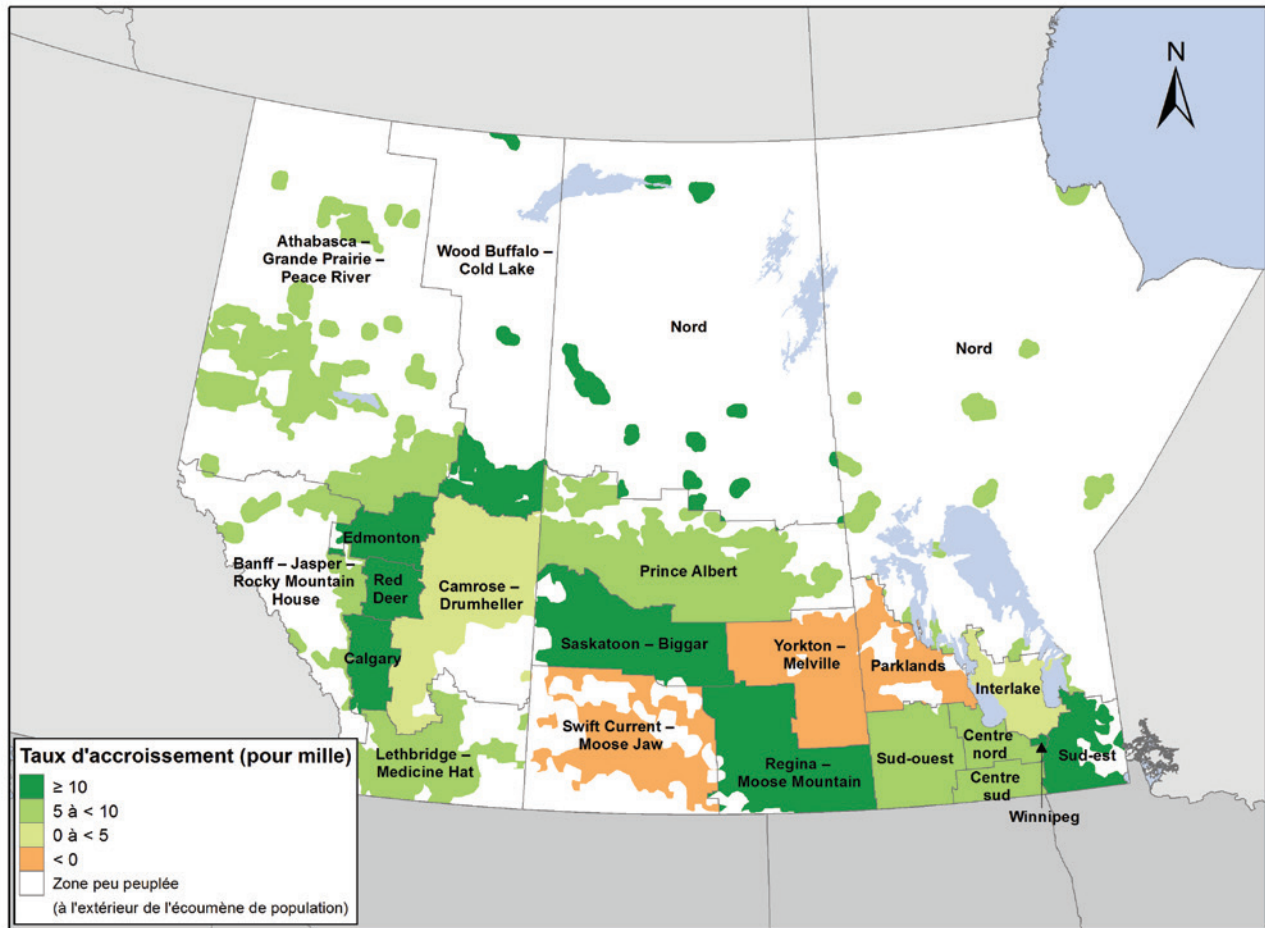 N
Athabasca –
Grande Prairie –
Peace River
Wood Buffalo –
Cold Lake
Nord
Nord
Edmonton
Banff – Jasper –
Rocky Mountain
House
Red
Deer
Camrose –
Drumheller
Prince Albert
Calgary
Saskatoon – Biggar
Yorkton –
Melville
Parklands
Interlake
Swift Current –
Moose Jaw
Lethbridge –
Medicine Hat
Regina –
Moose Mountain
Sud-ouest
Centre
nord
Centre
sud
Sud-est
Winnipeg
Taux d'accroissement (pour mille)
≥ 10
5 à < 10
0 à < 5
< 0
Zone peu peuplée
(à l'extérieur de l'écoumène de population)